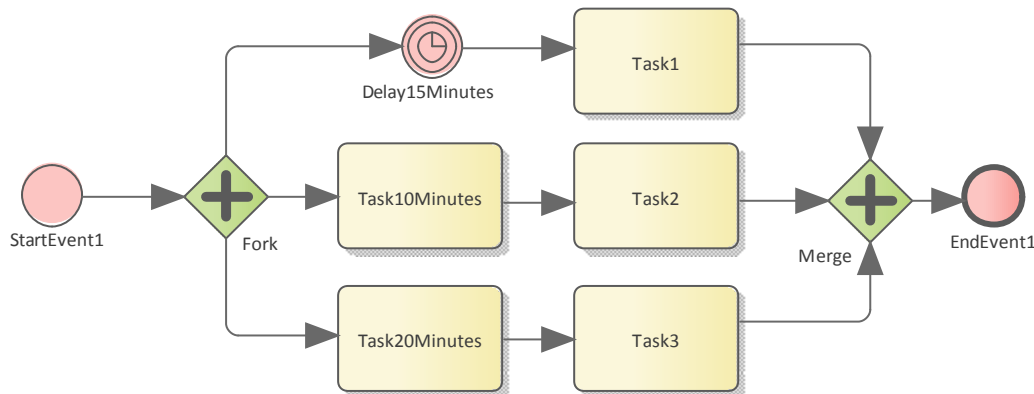 Task1
Delay15Minutes
Task10Minutes
Task2
StartEvent1
Fork
Merge
EndEvent1
Task20Minutes
Task3